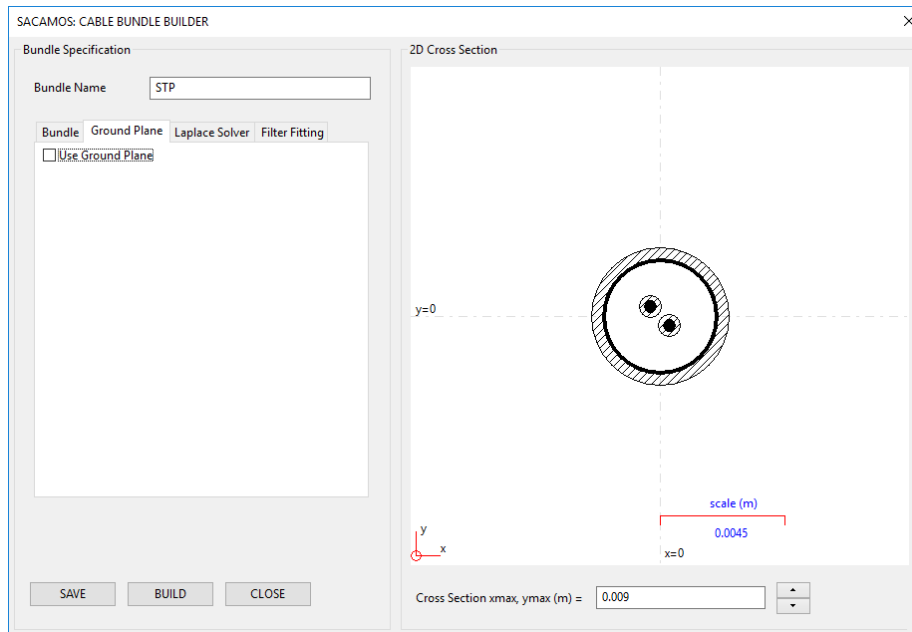 SACAMOS: CABLE BUNDLE BUILDER
Bundle Specification
Bundle Name STP
Bundle Ground Plane Laplace Solver Filter Fitting
Use Ground Plane
SAVE BUILD CLOSE
2D Cross Section
y=0
scale (m)
0.0045
y
x
x=0
Cross Section xmax, ymax (m) = 0.009